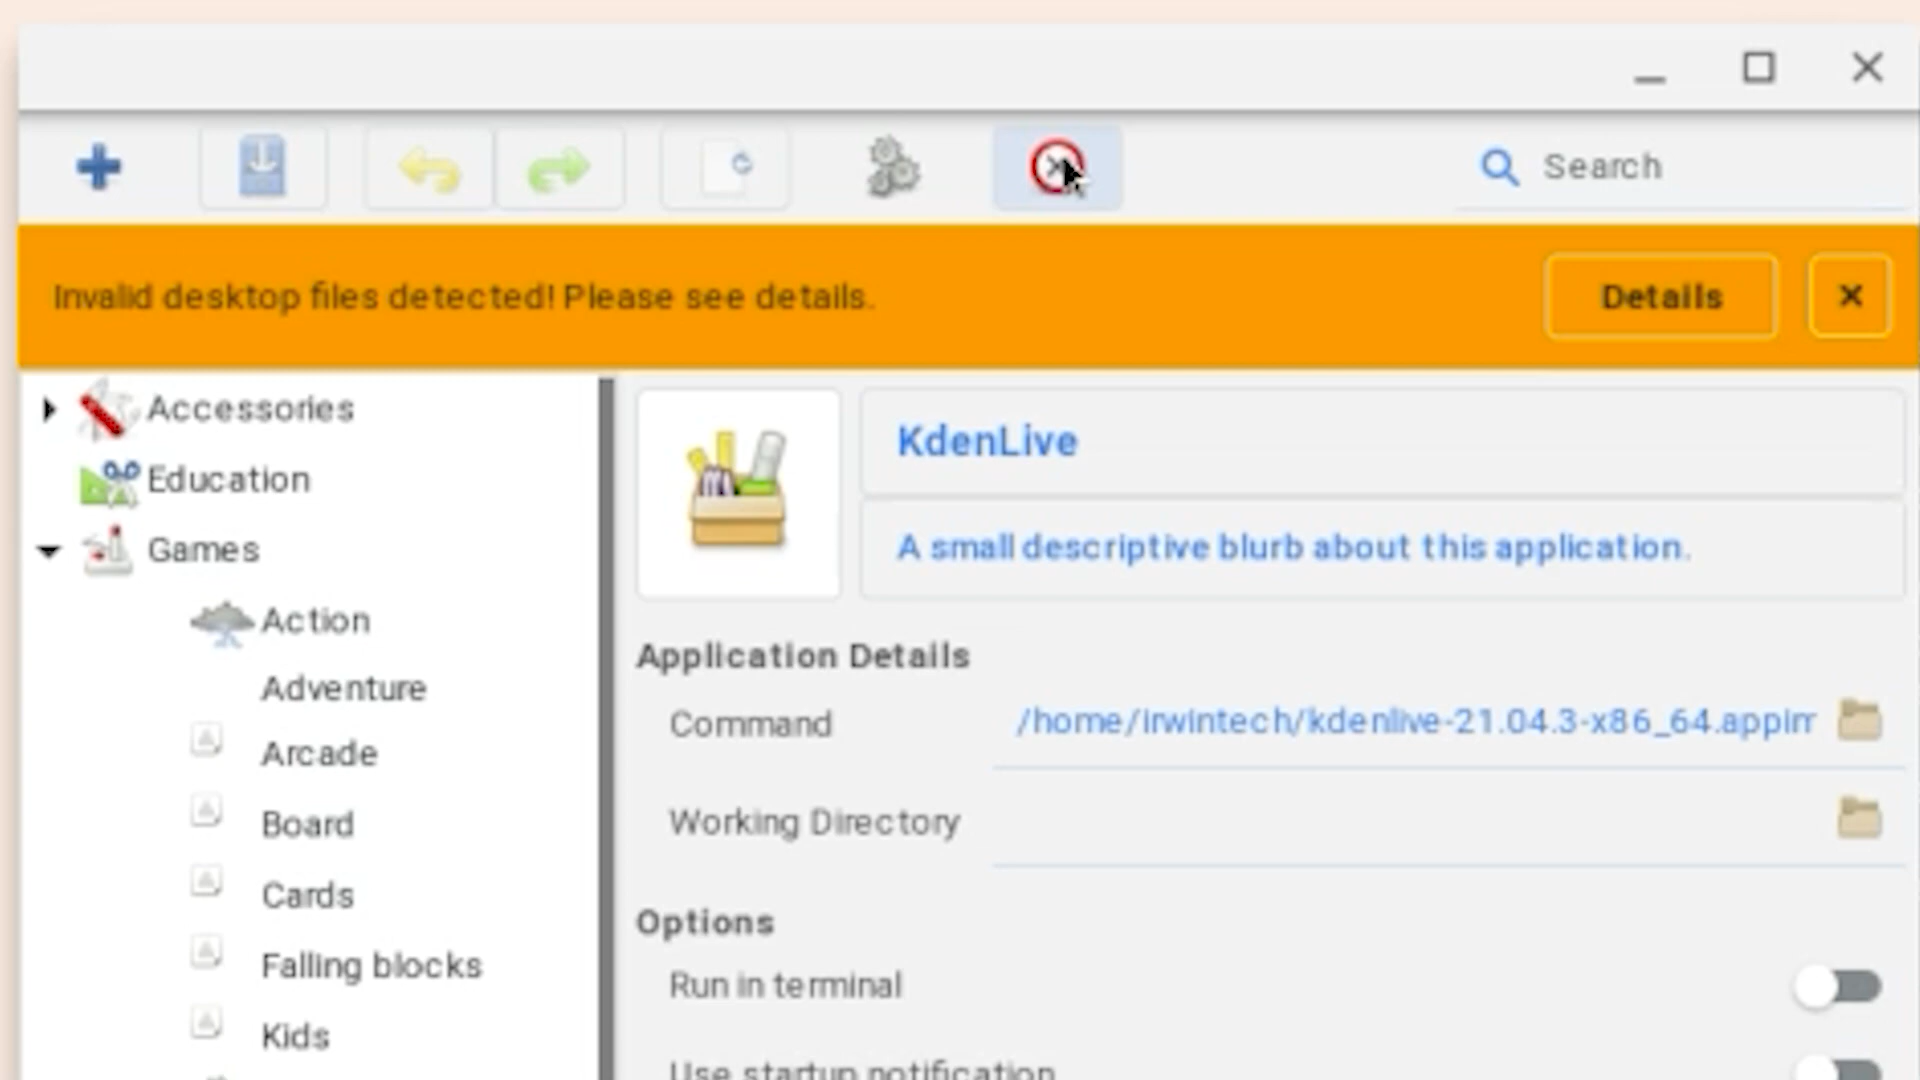 Search
Invalid desktop files detected! Please see details.
Details
Accessories
Education
Games
Action
Adventure
Arcade
Board
Cards
Falling blocks
Kids
KdenLive
A small descriptive blurb about this application.
Application Details
Command
/home/irwintech/kdenlive-21.04.3-x86_64.appim
Working Directory
Options
Run in terminal
Use startup notification